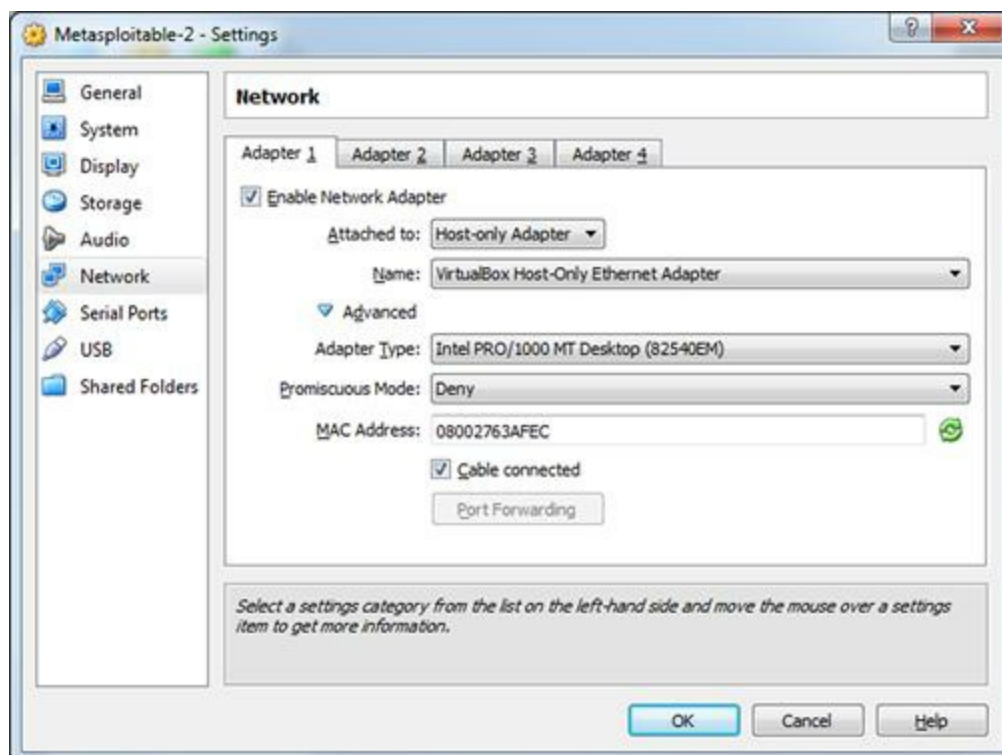 Metasploitable-2 - Settings
General
System
Display
Storage
Audio
Network
Serial Ports
USB
Shared Folders
Network
Adapter 1 Adapter 2 Adapter 3 Adapter 4
Enable Network Adapter
Attached to: Host-only Adapter
Name: VirtualBox Host-Only Ethernet Adapter
Advanced
Adapter Type: Intel PRO/1000 MT Desktop (82540EM)
Promiscuous Mode: Deny
MAC Address: 08002763AFEC
Cable connected
Port Forwarding
Select a settings category from the list on the left-hand side and move the mouse over a settings
item to get more information.
OK Cancel Help